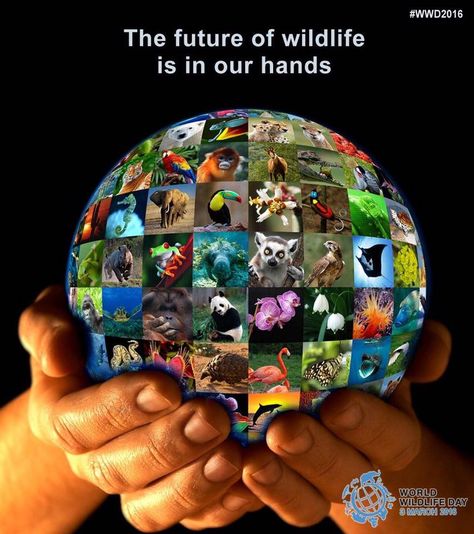 #WWD2016
The future of wildlife
is in our hands
WORLD
WILDLIFE DAY
3 MARCH 2016